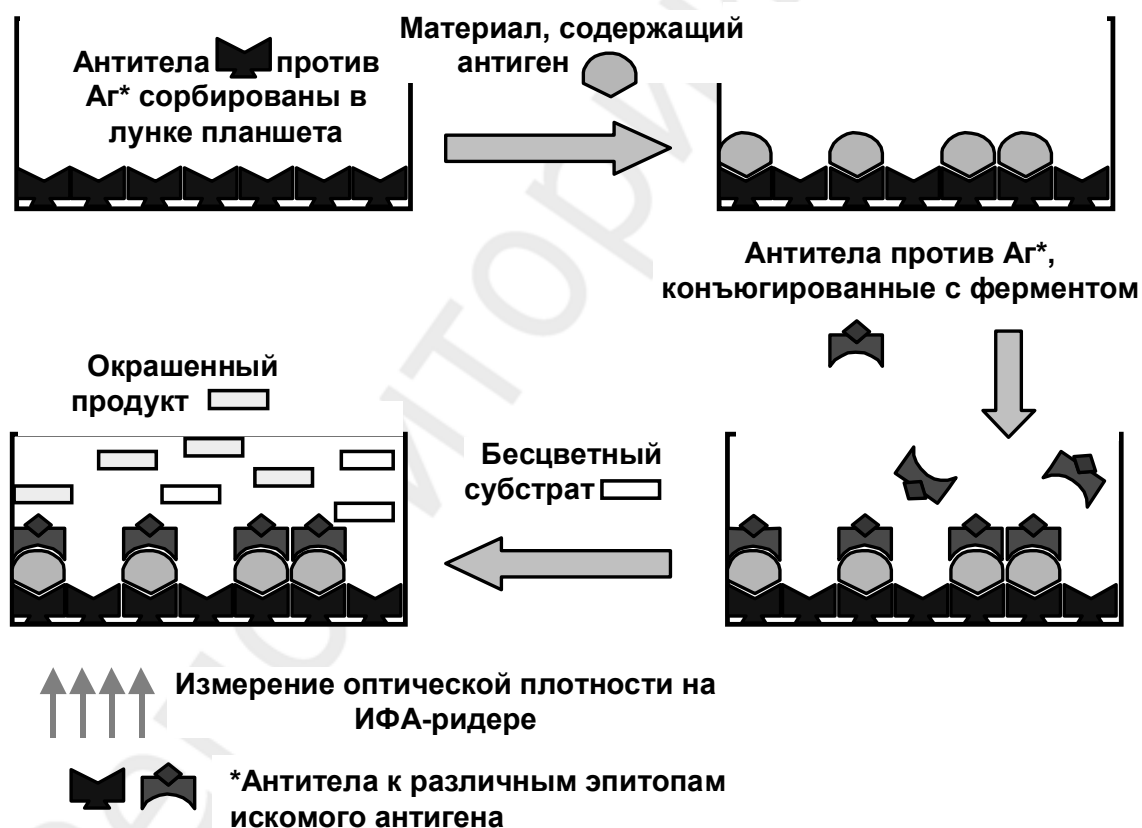 Материал, содержащий
антиген
Антитела против
Аг* сорбированы в
лунке планшета
Антитела против Аг*,
конъюгированные с ферментом
Окрашенный
продукт
Бесцветный
субстрат
Измерение оптической плотности на
ИФА-ридере
*Антитела к различным эпитопам
искомого антигена